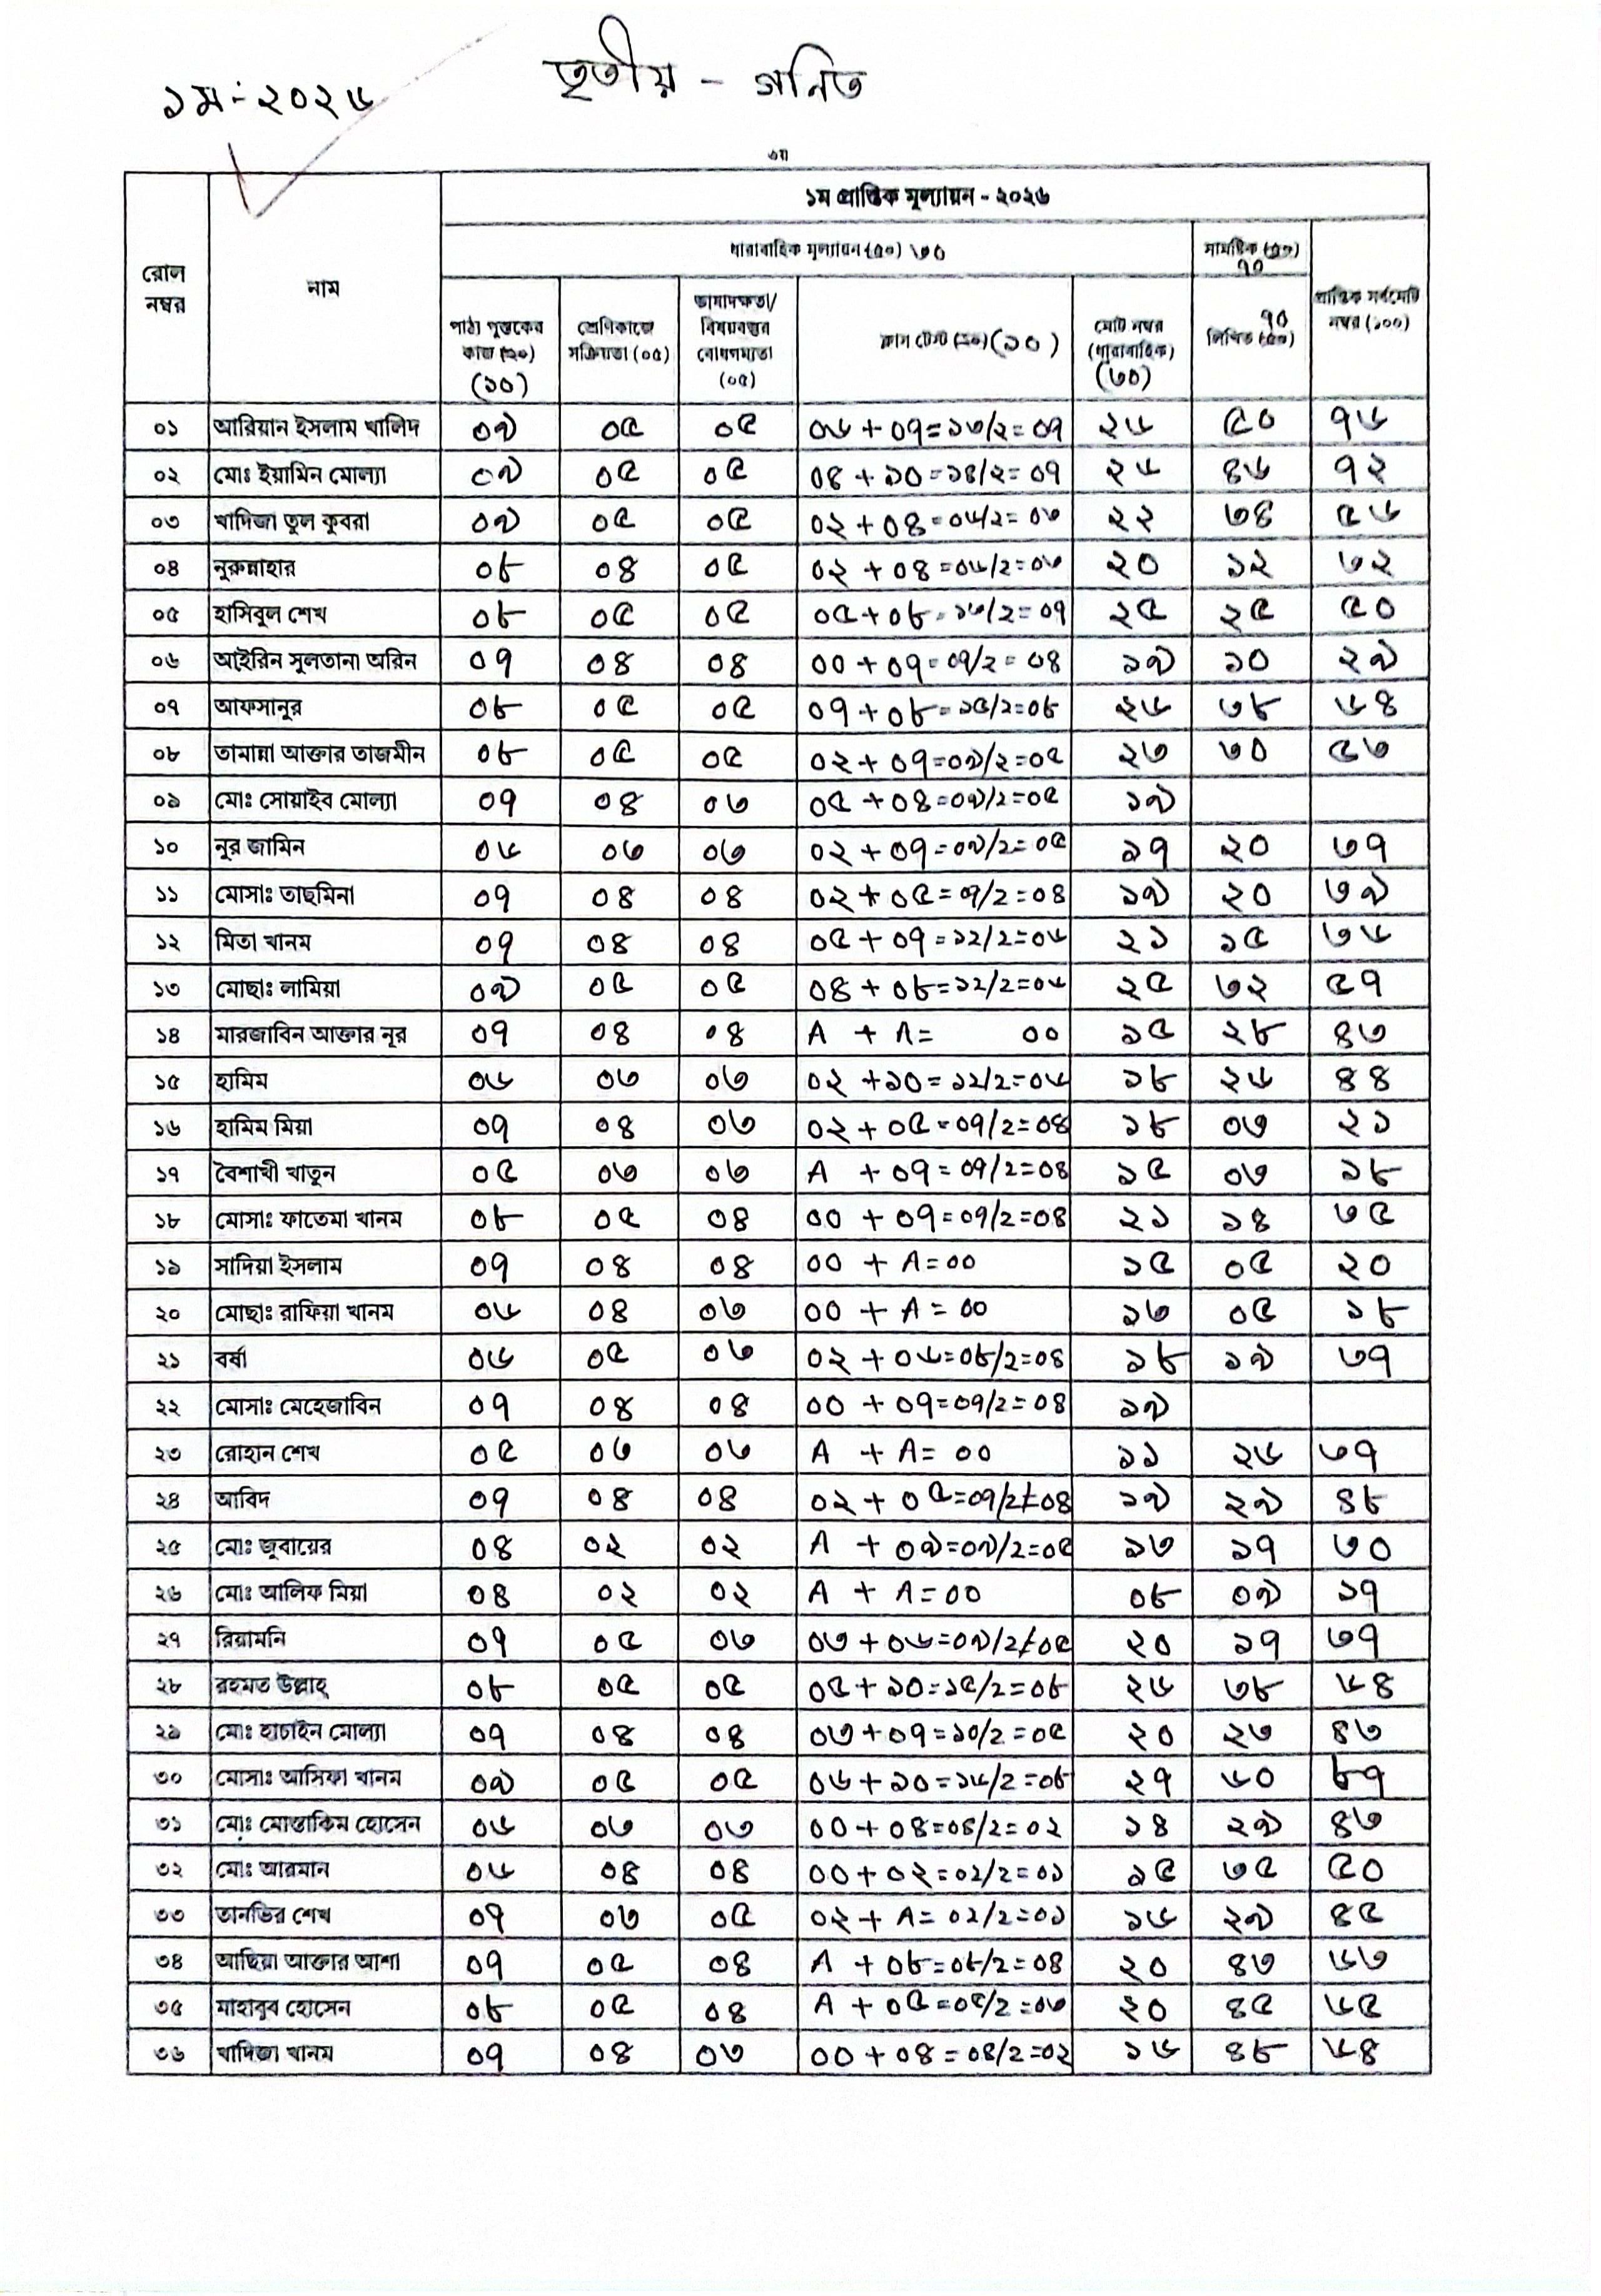 ১ম:-২০২৬
তৃতীয় - গনিত
৩য়
১ম প্রান্তিক মূল্যায়ন - ২০২৬
রোল নম্বর | নাম | ধারাবাহিক মূল্যায়ন (৫০) ৩০ | সামষ্টিক (৫০) ৭০ | প্রান্তিক সর্বমোট নম্বর (১০০)
পাঠ্য পুস্তকের কাজ (২০) (১০) | শ্রেণিকাজে সক্রিয়তা (০৫) | ভাষাদক্ষতা/ বিষয়বস্তুর বোধগম্যতা (০৫) | ক্লাস টেস্ট (২০) (১০) | মোট নম্বর (ধারাবাহিক) (৩০) | লিখিত (৫০) ৭০
০১ আরিয়ান ইসলাম খালিদ ০৯ ০৫ ০৫ ০৬ + ০৭ = ১৩/২ = ০৭ ২৬ ৫০ ৭৬
০২ মোঃ ইয়ামিন মোল্যা ০৯ ০৫ ০৫ ০৪ + ১০ = ১৪/২ = ০৭ ২৬ ৪৬ ৭২
০৩ খাদিজা তুল কুবরা ০৯ ০৫ ০৫ ০২ + ০৪ = ০৬/২ = ০৩ ২২ ৩৪ ৫৬
০৪ নুরুন্নাহার ০৮ ০৪ ০৫ ০২ + ০৪ = ০৬/২ = ০৩ ২০ ১২ ৩২
০৫ হাসিবুল শেখ ০৮ ০৫ ০৫ ০৫ + ০৮ = ১৩/২ = ০৭ ২৫ ২৫ ৫০
০৬ আইরিন সুলতানা অরিন ০৭ ০৪ ০৪ ০০ + ০৭ = ০৭/২ = ০৪ ১৯ ১০ ২৯
০৭ আফসানুর ০৮ ০৫ ০৫ ০৭ + ০৮ = ১৫/২ = ০৮ ২৬ ৩৮ ৬৪
০৮ তামান্না আক্তার তাজমীন ০৮ ০৫ ০৫ ০২ + ০৭ = ০৯/২ = ০৫ ২৩ ৩০ ৫৩
০৯ মোঃ সোয়াইব মোল্যা ০৭ ০৪ ০৩ ০৫ + ০৪ = ০৯/২ = ০৫ ১৯
১০ নুর জামিন ০৬ ০৩ ০৩ ০২ + ০৭ = ০৯/২ = ০৫ ১৭ ২০ ৩৭
১১ মোসাঃ তাছমিনা ০৭ ০৪ ০৪ ০২ + ০৫ = ০৭/২ = ০৪ ১৯ ২০ ৩৯
১২ মিতা খানম ০৭ ০৪ ০৪ ০৫ + ০৭ = ১২/২ = ০৬ ২১ ১৫ ৩৬
১৩ মোছাঃ লামিয়া ০৯ ০৫ ০৫ ০৪ + ০৮ = ১২/২ = ০৬ ২৫ ৩২ ৫৭
১৪ মারজাবিন আক্তার নূর ০৭ ০৪ ০৪ A + A = ০০ ১৫ ২৮ ৪৩
১৫ হামিম ০৬ ০৩ ০৩ ০২ + ১০ = ১২/২ = ০৬ ১৮ ২৬ ৪৪
১৬ হামিম মিয়া ০৭ ০৪ ০৩ ০২ + ০৫ = ০৭/২ = ০৪ ১৮ ০৩ ২১
১৭ বৈশাখী খাতুন ০৫ ০৩ ০৩ A + ০৭ = ০৭/২ = ০৪ ১৫ ০৩ ১৮
১৮ মোসাঃ ফাতেমা খানম ০৮ ০৫ ০৪ ০০ + ০৭ = ০৭/২ = ০৪ ২১ ১৪ ৩৫
১৯ সাদিয়া ইসলাম ০৭ ০৪ ০৪ ০০ + A = ০০ ১৫ ০৫ ২০
২০ মোছাঃ রাফিয়া খানম ০৬ ০৪ ০৩ ০০ + A = ০০ ১৩ ০৫ ১৮
২১ বর্ষা ০৬ ০৫ ০৩ ০২ + ০৬ = ০৮/২ = ০৪ ১৮ ১৯ ৩৭
২২ মোসাঃ মেহেজাবিন ০৭ ০৪ ০৪ ০০ + ০৭ = ০৭/২ = ০৪ ১৯
২৩ রোহান শেখ ০৫ ০৩ ০৩ A + A = ০০ ১১ ২৬ ৩৭
২৪ আবিদ ০৭ ০৪ ০৪ ০২ + ০৫ = ০৭/২ = ০৪ ১৯ ২৯ ৪৮
২৫ মোঃ জুবায়ের ০৪ ০২ ০২ A + ০৯ = ০৯/২ = ০৫ ১৩ ১৭ ৩০
২৬ মোঃ আলিফ মিয়া ০৪ ০২ ০২ A + A = ০০ ০৮ ০৯ ১৭
২৭ রিয়ামনি ০৭ ০৫ ০৩ ০৩ + ০৬ = ০৯/২ = ০৫ ২০ ১৭ ৩৭
২৮ রহমত উল্লাহ্ ০৮ ০৫ ০৫ ০৫ + ১০ = ১৫/২ = ০৮ ২৬ ৩৮ ৬৪
২৯ মোঃ হাচাইন মোল্যা ০৭ ০৪ ০৪ ০৩ + ০৭ = ১০/২ = ০৫ ২০ ২৩ ৪৩
৩০ মোসাঃ আসিফা খানম ০৯ ০৫ ০৫ ০৬ + ১০ = ১৬/২ = ০৮ ২৭ ৬০ ৮৭
৩১ মোঃ মোস্তাকিম হোসেন ০৬ ০৩ ০৩ ০০ + ০৪ = ০৪/২ = ০২ ১৪ ২৯ ৪৩
৩২ মোঃ আরমান ০৬ ০৪ ০৪ ০০ + ০২ = ০২/২ = ০১ ১৫ ৩৫ ৫০
৩৩ তানভির শেখ ০৭ ০৩ ০৫ ০২ + A = ০২/২ = ০১ ১৬ ২৯ ৪৫
৩৪ আছিয়া আক্তার আশা ০৭ ০৫ ০৪ A + ০৮ = ০৮/২ = ০৪ ২০ ৪৩ ৬৩
৩৫ মাহাবুব হোসেন ০৮ ০৫ ০৪ A + ০৫ = ০৫/২ = ০৩ ২০ ৪৫ ৬৫
৩৬ খাদিজা খানম ০৭ ০৪ ০৩ ০০ + ০৪ = ০৪/২ = ০২ ১৬ ৪৮ ৬৪